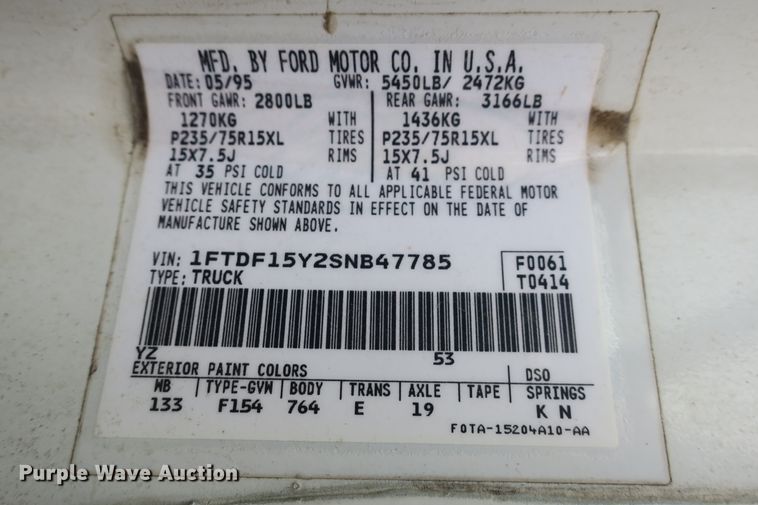 MFD. BY FORD MOTOR CO. IN U.S.A.
DATE: 05/95 GVWR: 5450LB/ 2472KG
FRONT GAWR: 2800LB REAR GAWR: 3166LB
1270KG WITH 1436KG WITH
P235/75R15XL TIRES P235/75R15XL TIRES
15X7.5J RIMS 15X7.5J RIMS
AT 35 PSI COLD AT 41 PSI COLD
THIS VEHICLE CONFORMS TO ALL APPLICABLE FEDERAL MOTOR
VEHICLE SAFETY STANDARDS IN EFFECT ON THE DATE OF
MANUFACTURE SHOWN ABOVE.
VIN: 1FTDF15Y2SNB47785 F0061
TYPE: TRUCK T0414
YZ 53
EXTERIOR PAINT COLORS DSO
WB TYPE-GVW BODY TRANS AXLE TAPE SPRINGS
133 F154 764 E 19 K N
F0TA-15204A10-AA
Purple Wave Auction